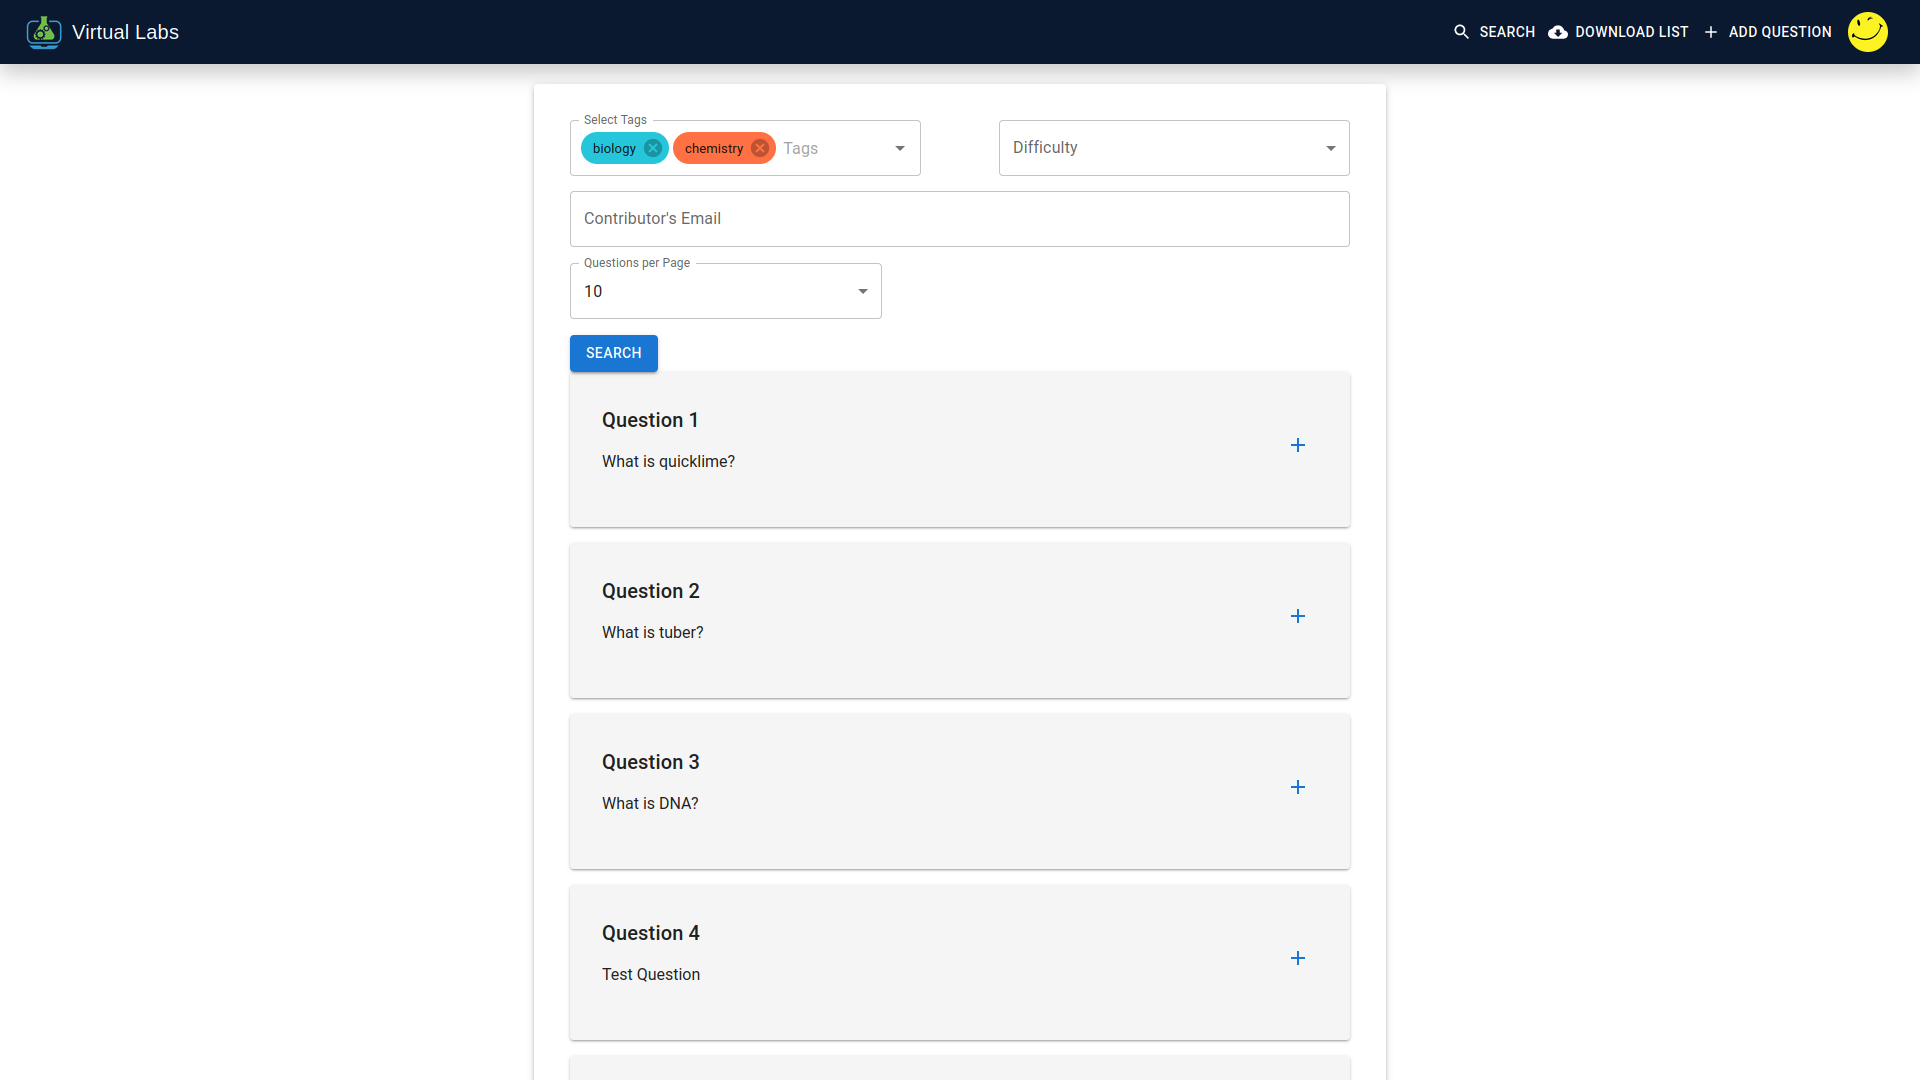 Virtual Labs
SEARCH
DOWNLOAD LIST
ADD QUESTION
Select Tags
biology
chemistry
Tags
Difficulty
Contributor's Email
Questions per Page
10
SEARCH
Question 1
What is quicklime?
Question 2
What is tuber?
Question 3
What is DNA?
Question 4
Test Question